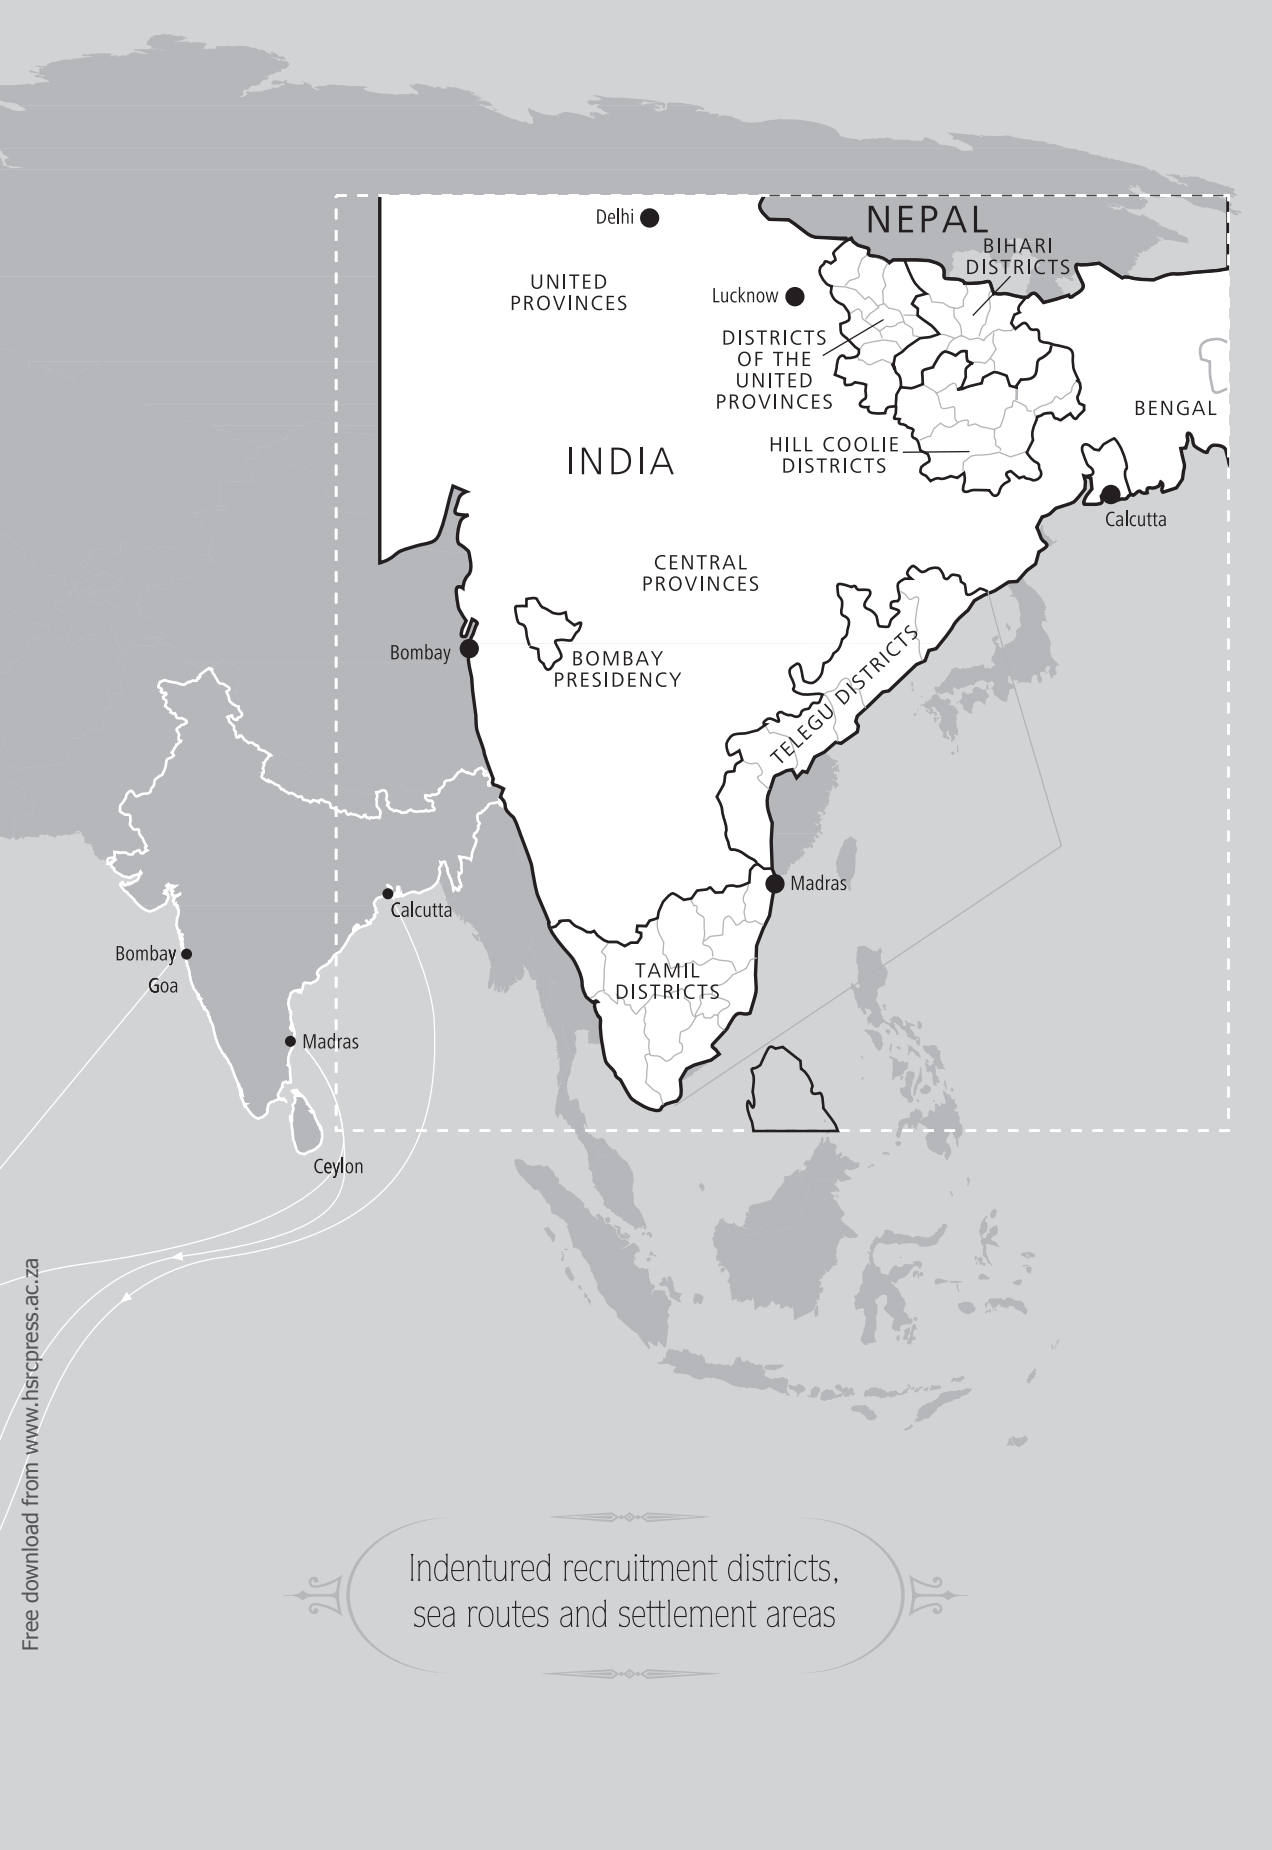 NEPAL
Delhi
BIHARI
DISTRICTS
UNITED
PROVINCES
Lucknow
DISTRICTS
OF THE
UNITED
PROVINCES
BENGAL
HILL COOLIE
DISTRICTS
INDIA
Calcutta
CENTRAL
PROVINCES
Bombay
BOMBAY
PRESIDENCY
TELEGU DISTRICTS
Madras
Calcutta
Bombay
Goa
TAMIL
DISTRICTS
Madras
Ceylon
Free download from www.hsrcpress.ac.za
Indentured recruitment districts,
sea routes and settlement areas